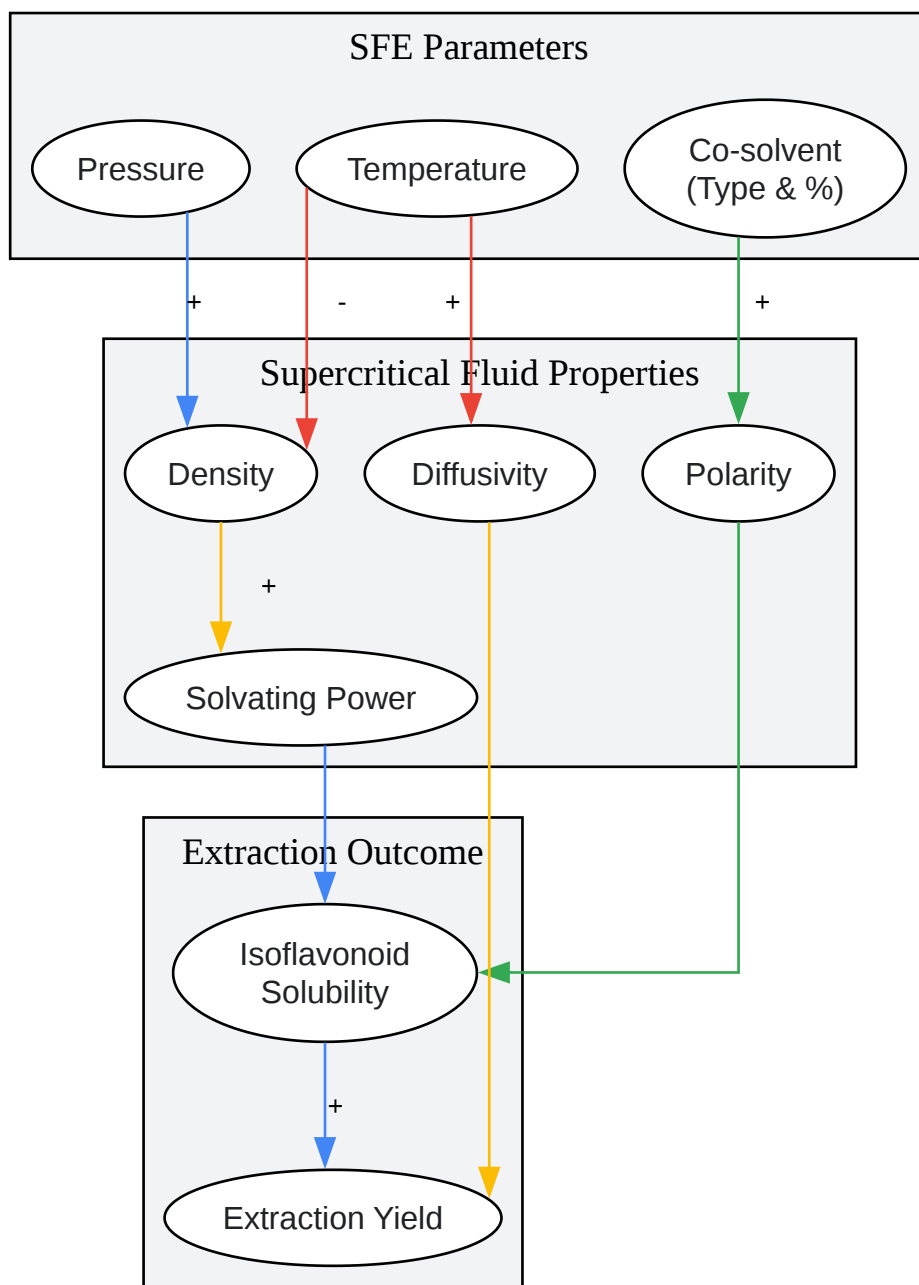 SFE Parameters
Pressure
Temperature
Co-solvent
(Type & %)
+
-
+
+
Supercritical Fluid Properties
Density
Diffusivity
Polarity
+
Solvating Power
Extraction Outcome
Isoflavonoid
Solubility
+
Extraction Yield